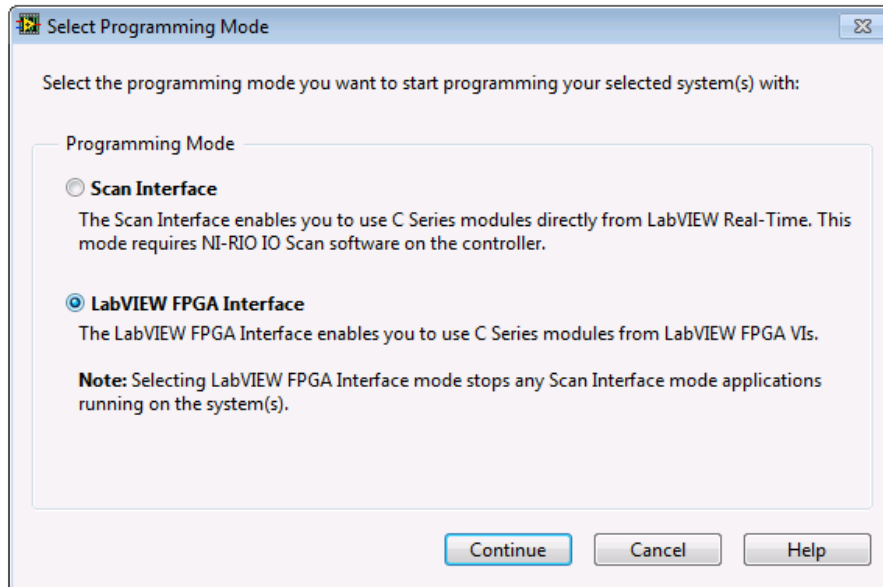 Select Programming Mode
Select the programming mode you want to start programming your selected system(s) with:
Programming Mode
Scan Interface
The Scan Interface enables you to use C Series modules directly from LabVIEW Real-Time. This
mode requires NI-RIO IO Scan software on the controller.
LabVIEW FPGA Interface
The LabVIEW FPGA Interface enables you to use C Series modules from LabVIEW FPGA VIs.
Note: Selecting LabVIEW FPGA Interface mode stops any Scan Interface mode applications
running on the system(s).
Continue Cancel Help